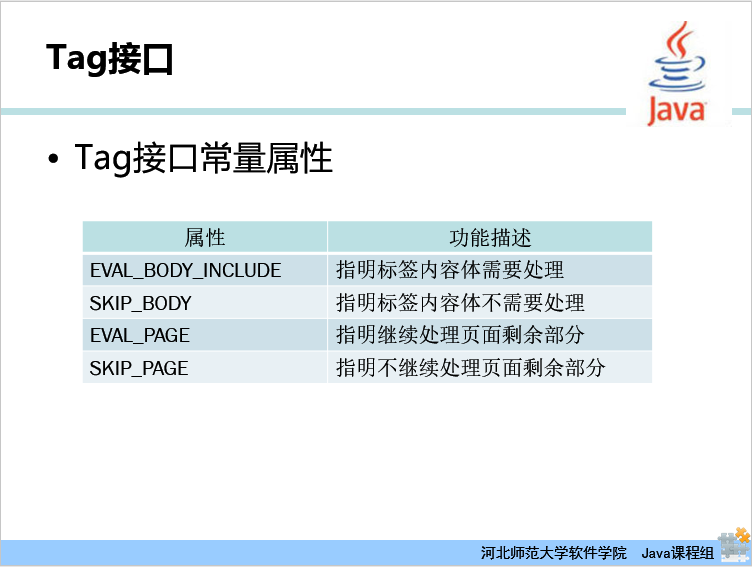 Tag接口
Java
• Tag接口常量属性
属性 功能描述
EVAL_BODY_INCLUDE 指明标签内容体需要处理
SKIP_BODY 指明标签内容体不需要处理
EVAL_PAGE 指明继续处理页面剩余部分
SKIP_PAGE 指明不继续处理页面剩余部分
河北师范大学软件学院 Java课程组